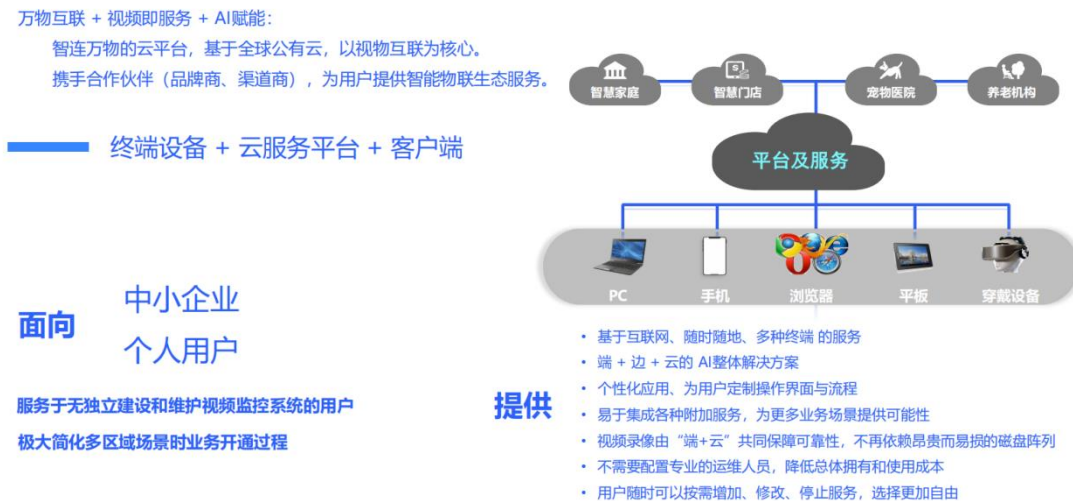 万物互联 + 视频即服务 + AI赋能：
智连万物的云平台，基于全球公有云，以视物互联为核心。
携手合作伙伴（品牌商、渠道商），为用户提供智能物联生态服务。
终端设备 + 云服务平台 + 客户端
智慧家庭
智慧门店
宠物医院
养老机构
平台及服务
PC
手机
浏览器
平板
穿戴设备
面向
中小企业
个人用户
服务于无独立建设和维护视频监控系统的用户
极大简化多区域场景时业务开通过程
提供
• 基于互联网、随时随地、多种终端 的服务
• 端 + 边 + 云的 AI整体解决方案
• 个性化应用、为用户定制操作界面与流程
• 易于集成各种附加服务，为更多业务场景提供可能性
• 视频录像由“端+云”共同保障可靠性，不再依赖昂贵而易损的磁盘阵列
• 不需要配置专业的运维人员，降低总体拥有和使用成本
• 用户随时可以按需增加、修改、停止服务，选择更加自由